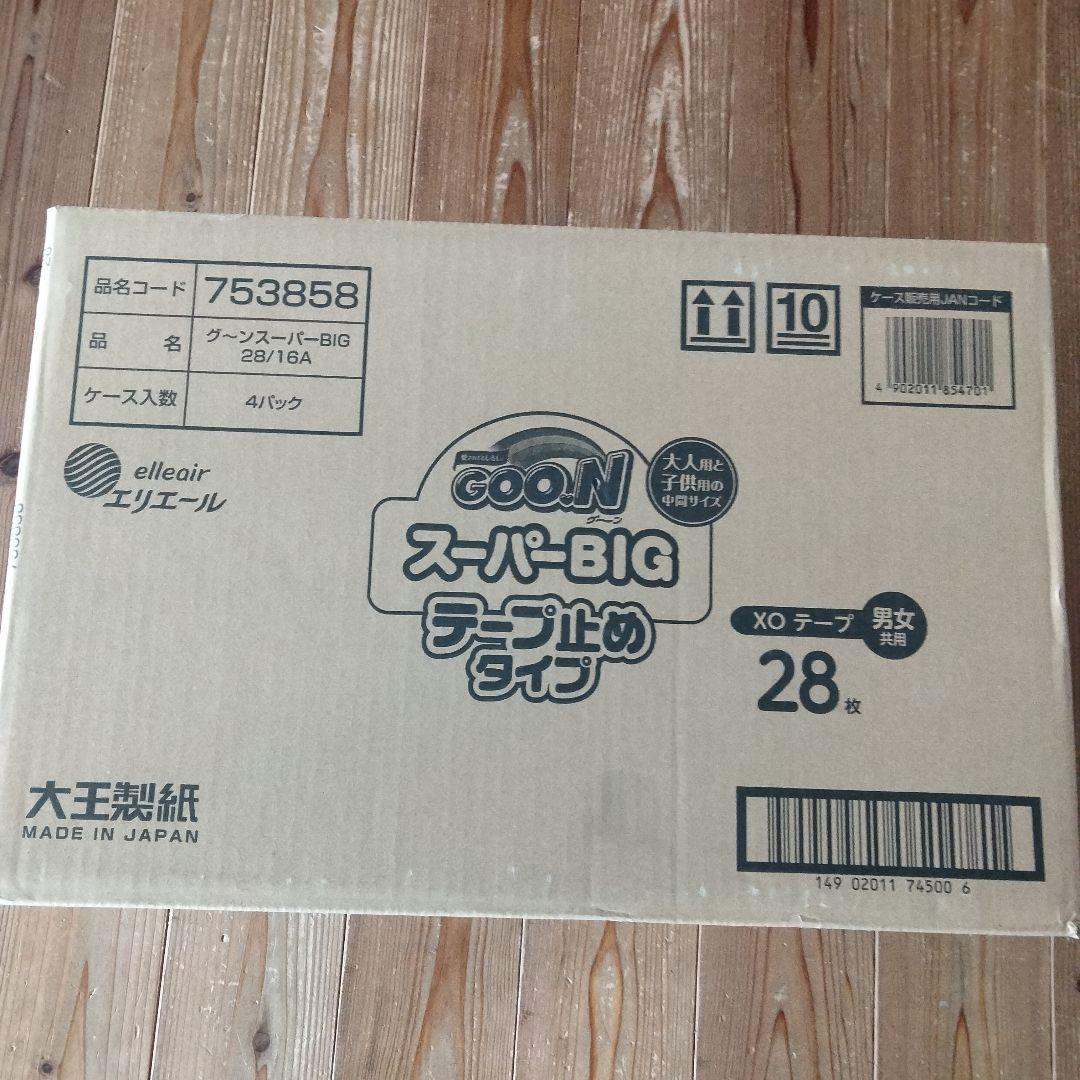 品名コード 753858
品名 グ〜ンスーパーBIG
28/16A
ケース入数 4パック
10
ケース販売用JANコード
4 902011 854701
elleair
エリエール
GOO.N
グ〜ン
大人用と
子供用の
中間サイズ
スーパーBIG
テープ止め
タイプ
XO テープ
男女
共用
28枚
大王製紙
MADE IN JAPAN
149 02011 74500 6